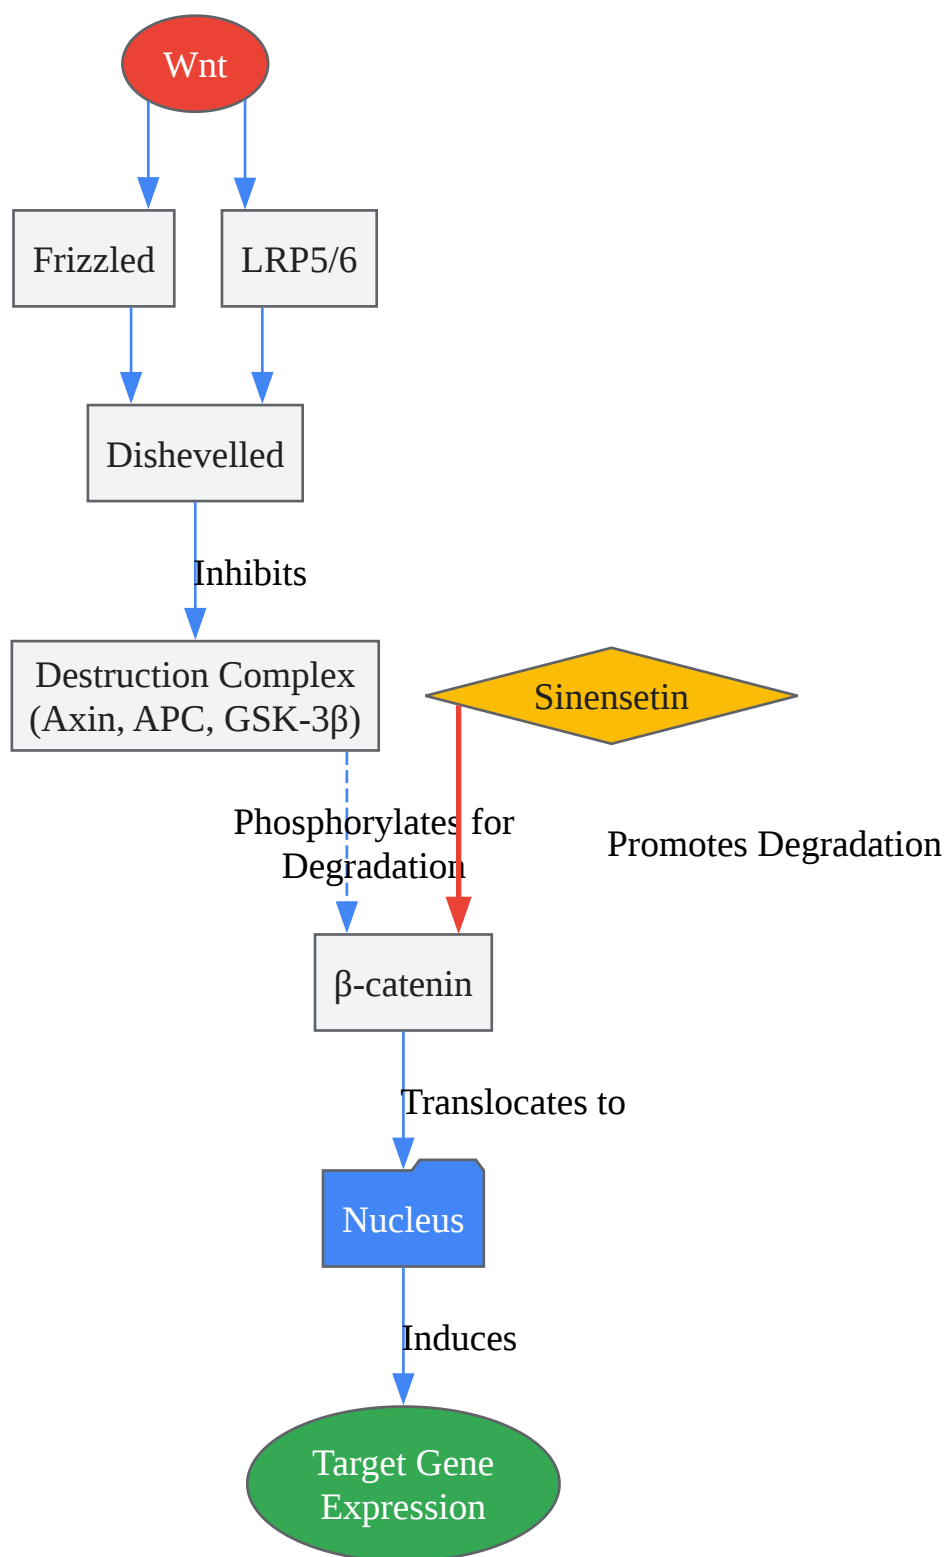 Wnt
Frizzled
LRP5/6
Dishevelled
Inhibits
Destruction Complex
(Axin, APC, GSK-3β)
Sinensetin
Phosphorylates for
Degradation
Promotes Degradation
β-catenin
Translocates to
Nucleus
Induces
Target Gene
Expression